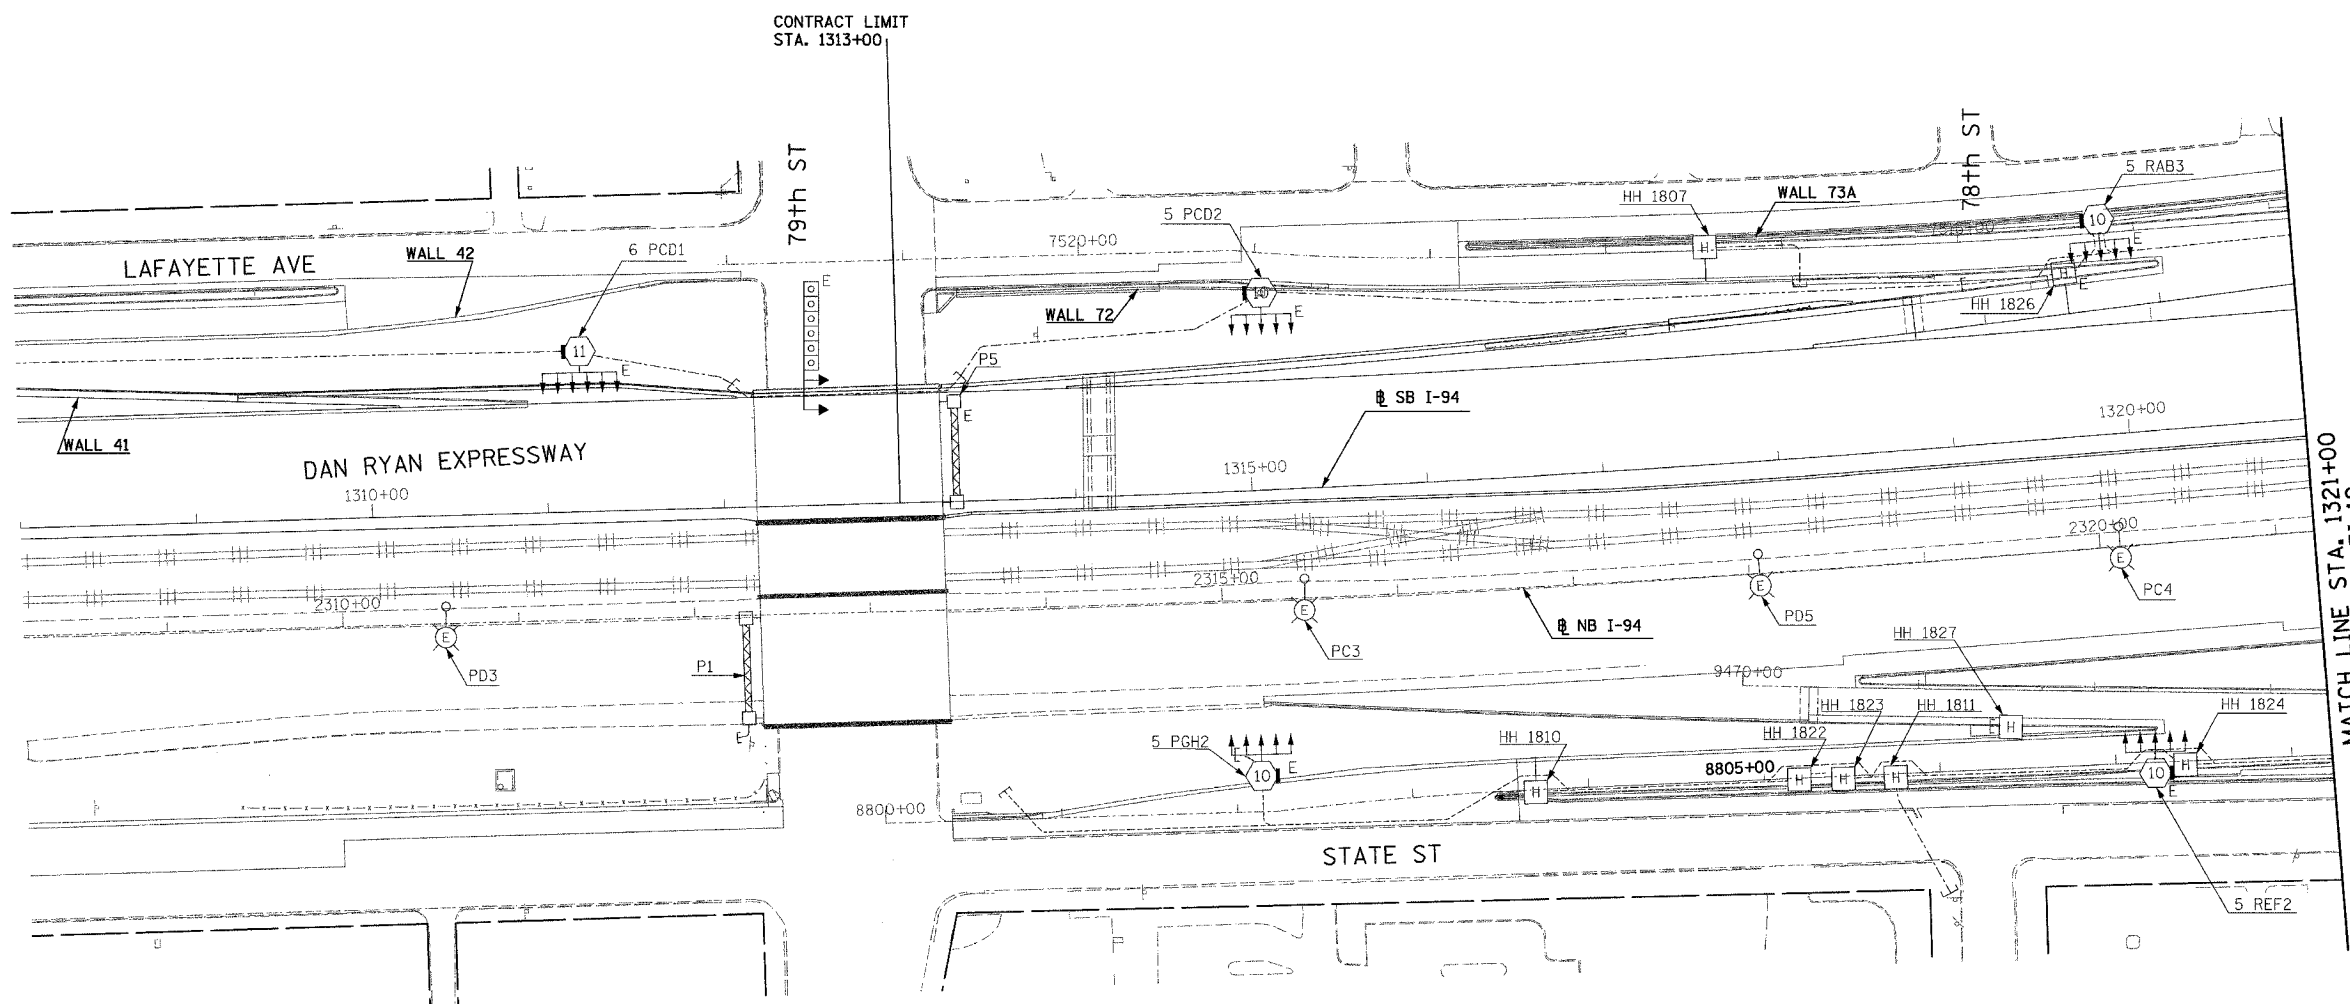 CONTRACT LIMIT
STA. 1313+00
79th ST
78th ST
5 RAB3
HH 1807
WALL 73A
10
5 PCD2
7520+00
E
LAFAYETTE AVE
WALL 42
6 PCD1
E
H
H
E
HH 1826
10
E
WALL 72
11
E
P5
E
WALL 41
DAN RYAN EXPRESSWAY
1310+00
1315+00
℄ SB I-94
1320+00
MATCH LINE STA. 1321+00
2310+00
2315+00
2320+00
E
PD3
E
PC3
E
PD5
E
PC4
℄ NB I-94
P1
E
9470+00
HH 1827
H
E
HH 1823
HH 1811
HH 1824
HH 1822
HH 1810
5 PGH2
E
10
E
8805+00
H
H
H
H
10
H
E
8800+00
STATE ST
5 REF2